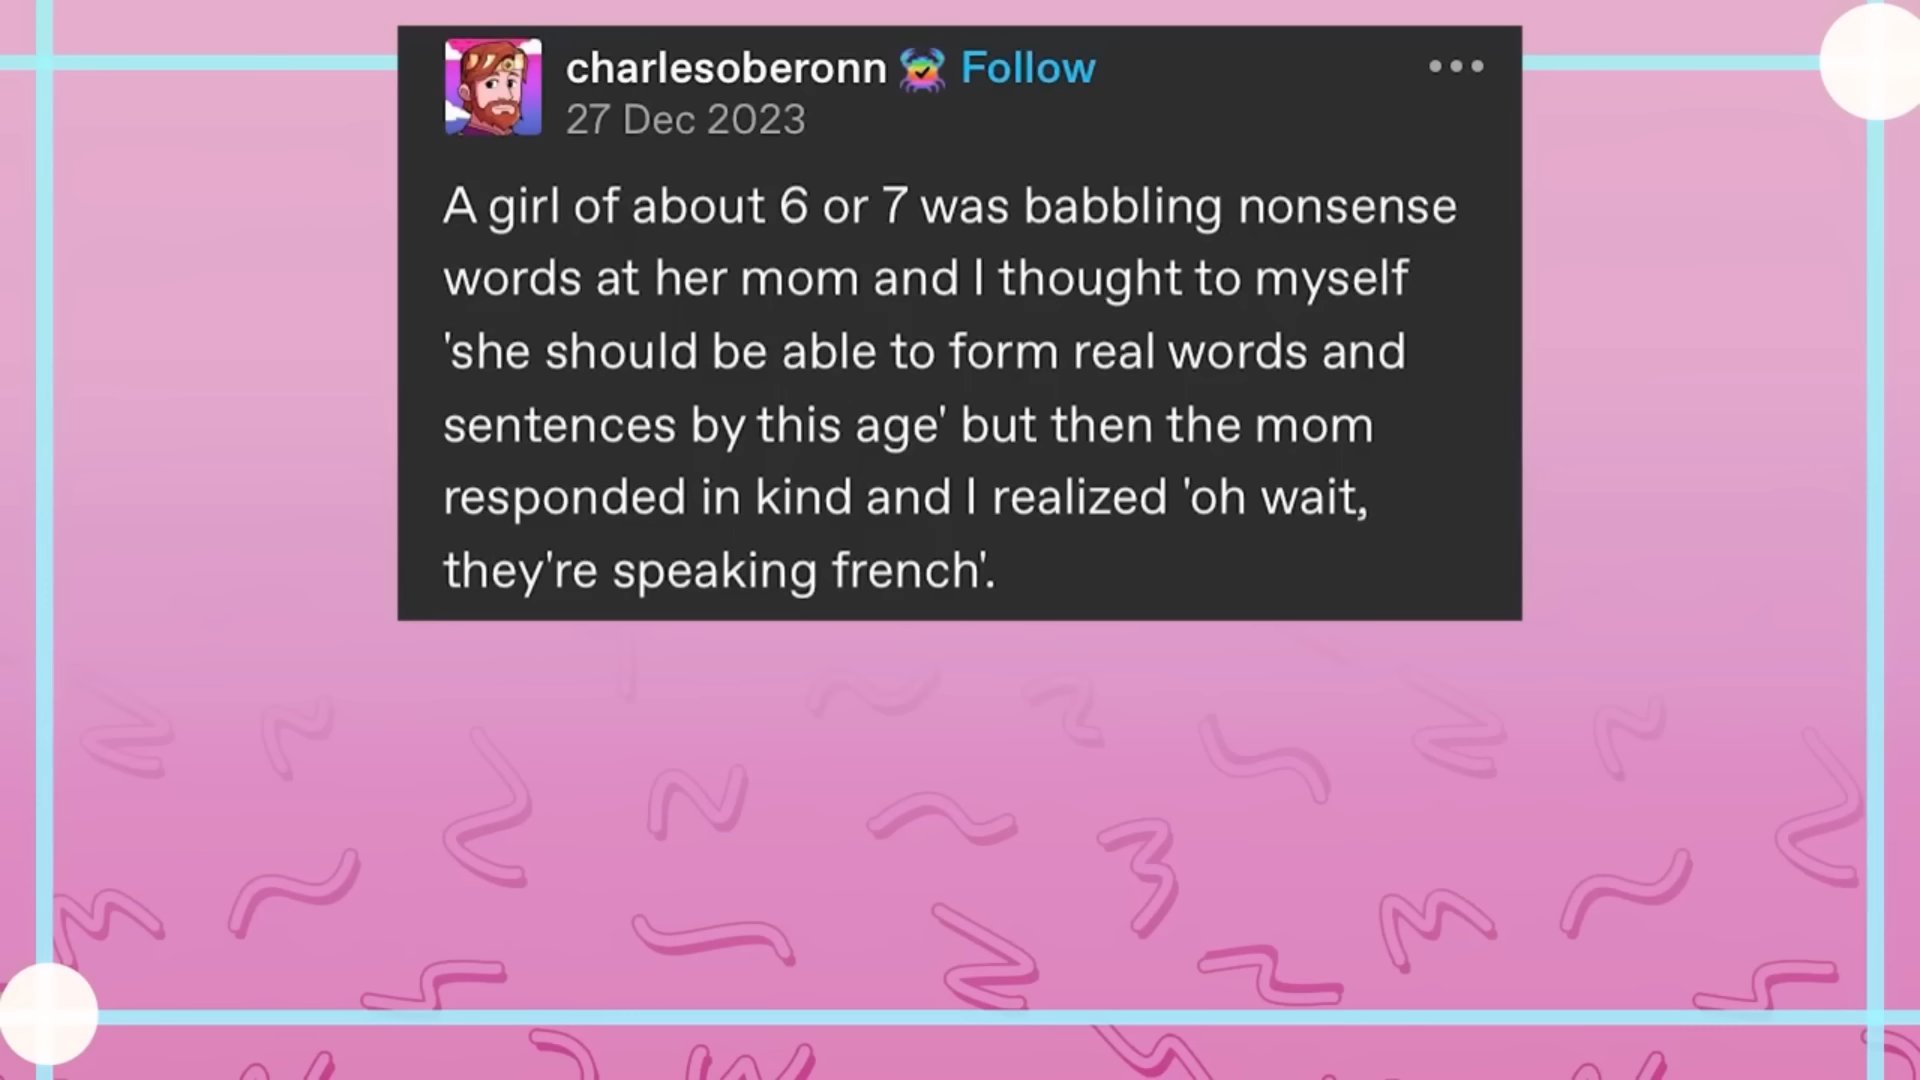 charlesoberonn Follow
27 Dec 2023
A girl of about 6 or 7 was babbling nonsense
words at her mom and I thought to myself
'she should be able to form real words and
sentences by this age' but then the mom
responded in kind and I realized 'oh wait,
they're speaking french'.